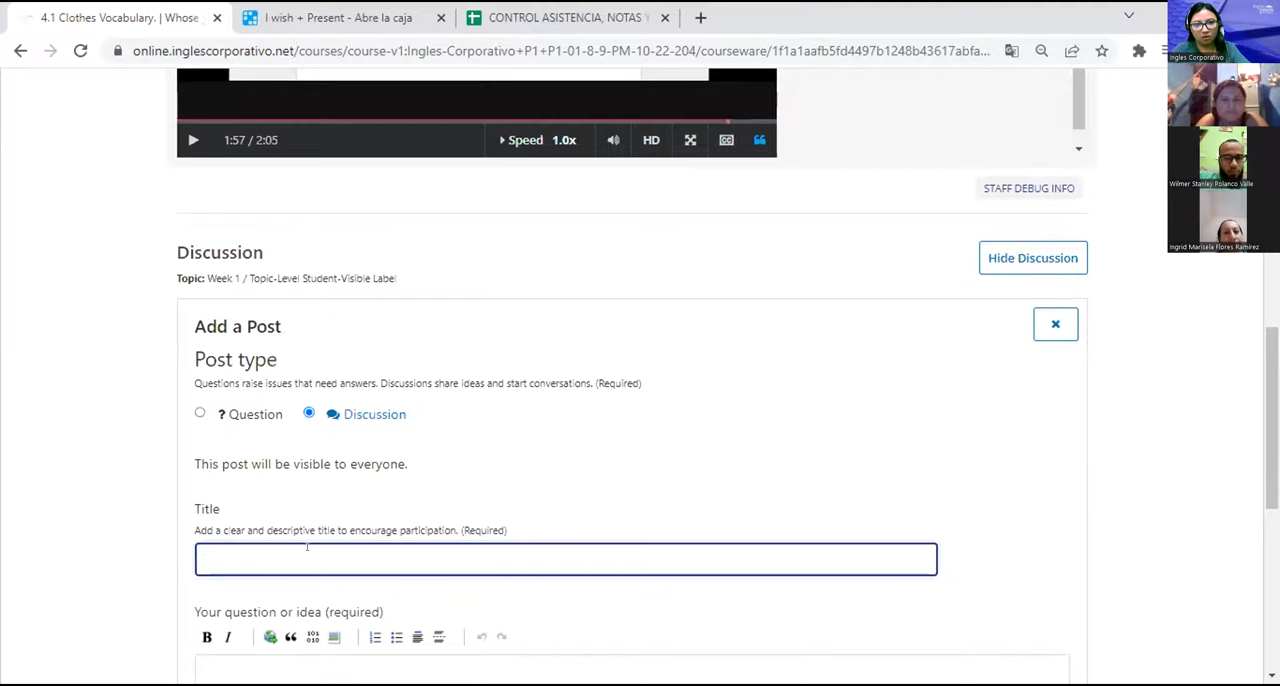 4.1 Clothes Vocabulary. | Whose
I wish + Present - Abre la caja
CONTROL ASISTENCIA, NOTAS Y
online.inglescorporativo.net/courses/course-v1:Ingles-Corporativo+P1+P1-01-8-9-PM-10-22-204/courseware/1f1a1aafb5fd4497b1248b43617abfa...
Ingles Corporativo
Wilmer Stanley Polanco Valle
Ingrid Marisela Flores Ramirez
1:57 / 2:05
Speed 1.0x
HD
CC
STAFF DEBUG INFO
Discussion
Hide Discussion
Topic: Week 1 / Topic-Level Student-Visible Label
Add a Post
Post type
Questions raise issues that need answers. Discussions share ideas and start conversations. (Required)
? Question
Discussion
This post will be visible to everyone.
Title
Add a clear and descriptive title to encourage participation. (Required)
Your question or idea (required)
B I
101
010